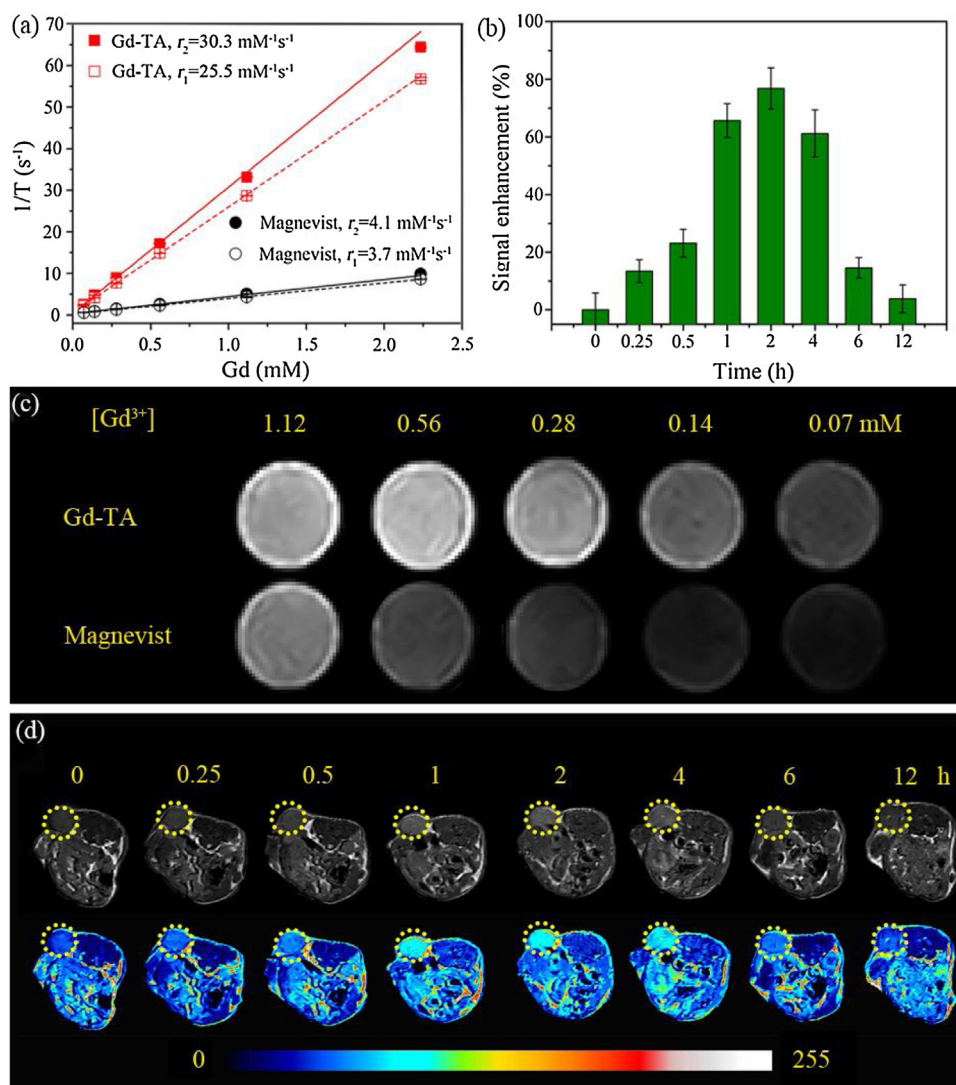 (a)
70
60
50
40
30
20
10
0
1/T (s⁻¹)
Gd-TA, r₂=30.3 mM⁻¹s⁻¹
Gd-TA, r₁=25.5 mM⁻¹s⁻¹
Magnevist, r₂=4.1 mM⁻¹s⁻¹
Magnevist, r₁=3.7 mM⁻¹s⁻¹
0.0 0.5 1.0 1.5 2.0 2.5
Gd (mM)
(b)
100
80
60
40
20
0
Signal enhancement (%)
0 0.25 0.5 1 2 4 6 12
Time (h)
(c)
[Gd³⁺] 1.12 0.56 0.28 0.14 0.07 mM
Gd-TA
Magnevist
(d)
0 0.25 0.5 1 2 4 6 12 h
0 255